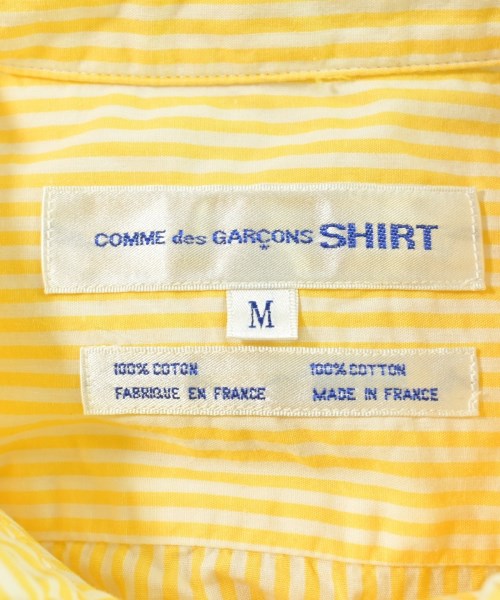 COMME des GARÇONS SHIRT
M
100% COTON 100% COTTON
FABRIQUE EN FRANCE MADE IN FRANCE